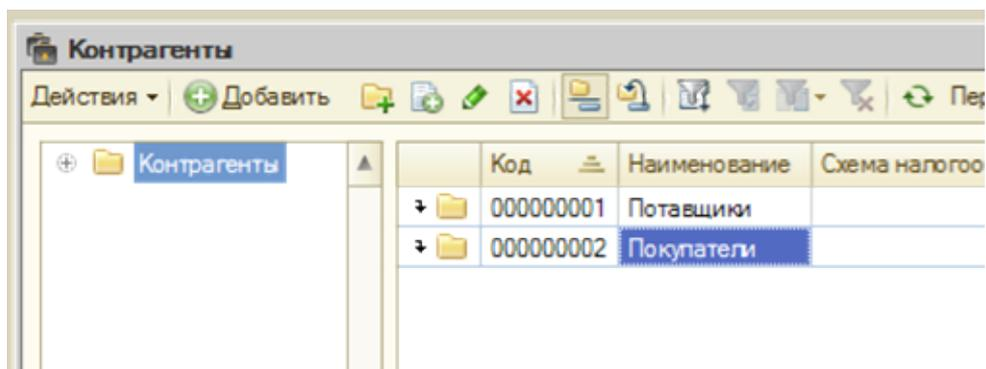 Контрагенты
Действия Добавить Пер
Контрагенты
Код Наименование Схема налогоо
000000001 Потавщики
000000002 Покупатели